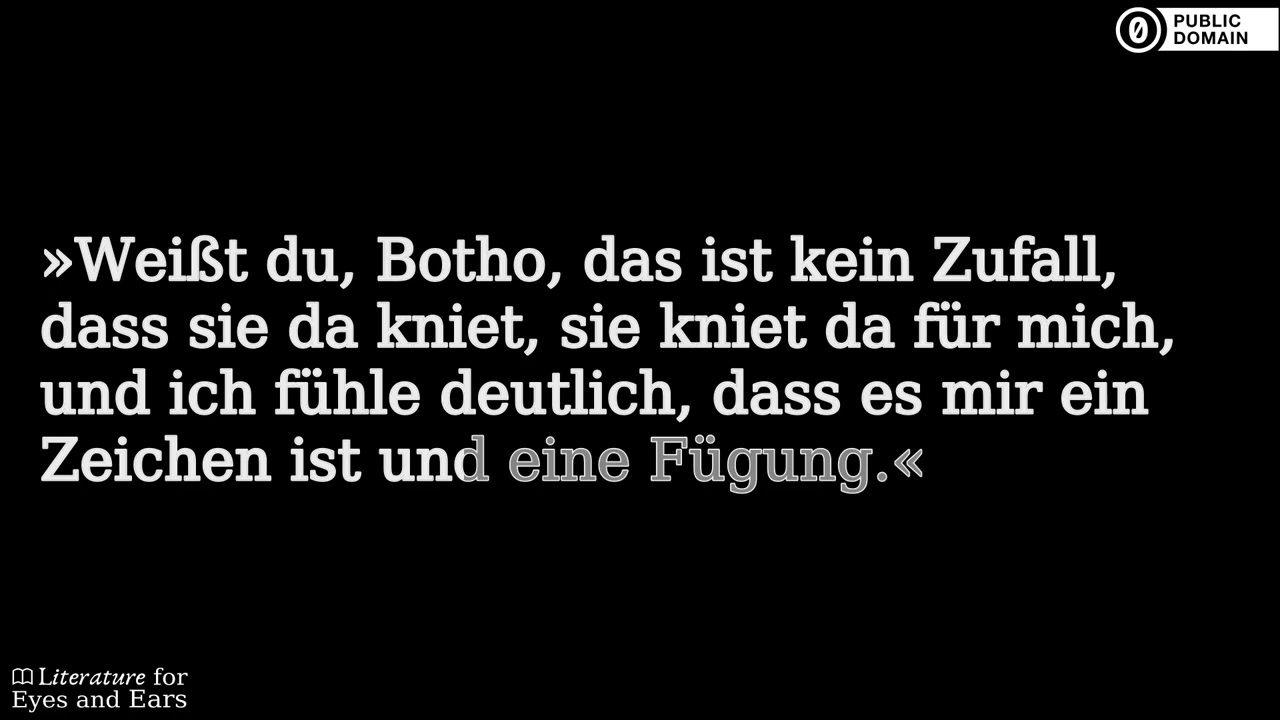 PUBLIC
DOMAIN
»Weißt du, Botho, das ist kein Zufall,
dass sie da kniet, sie kniet da für mich,
und ich fühle deutlich, dass es mir ein
Zeichen ist und eine Fügung.«
Literature for
Eyes and Ears